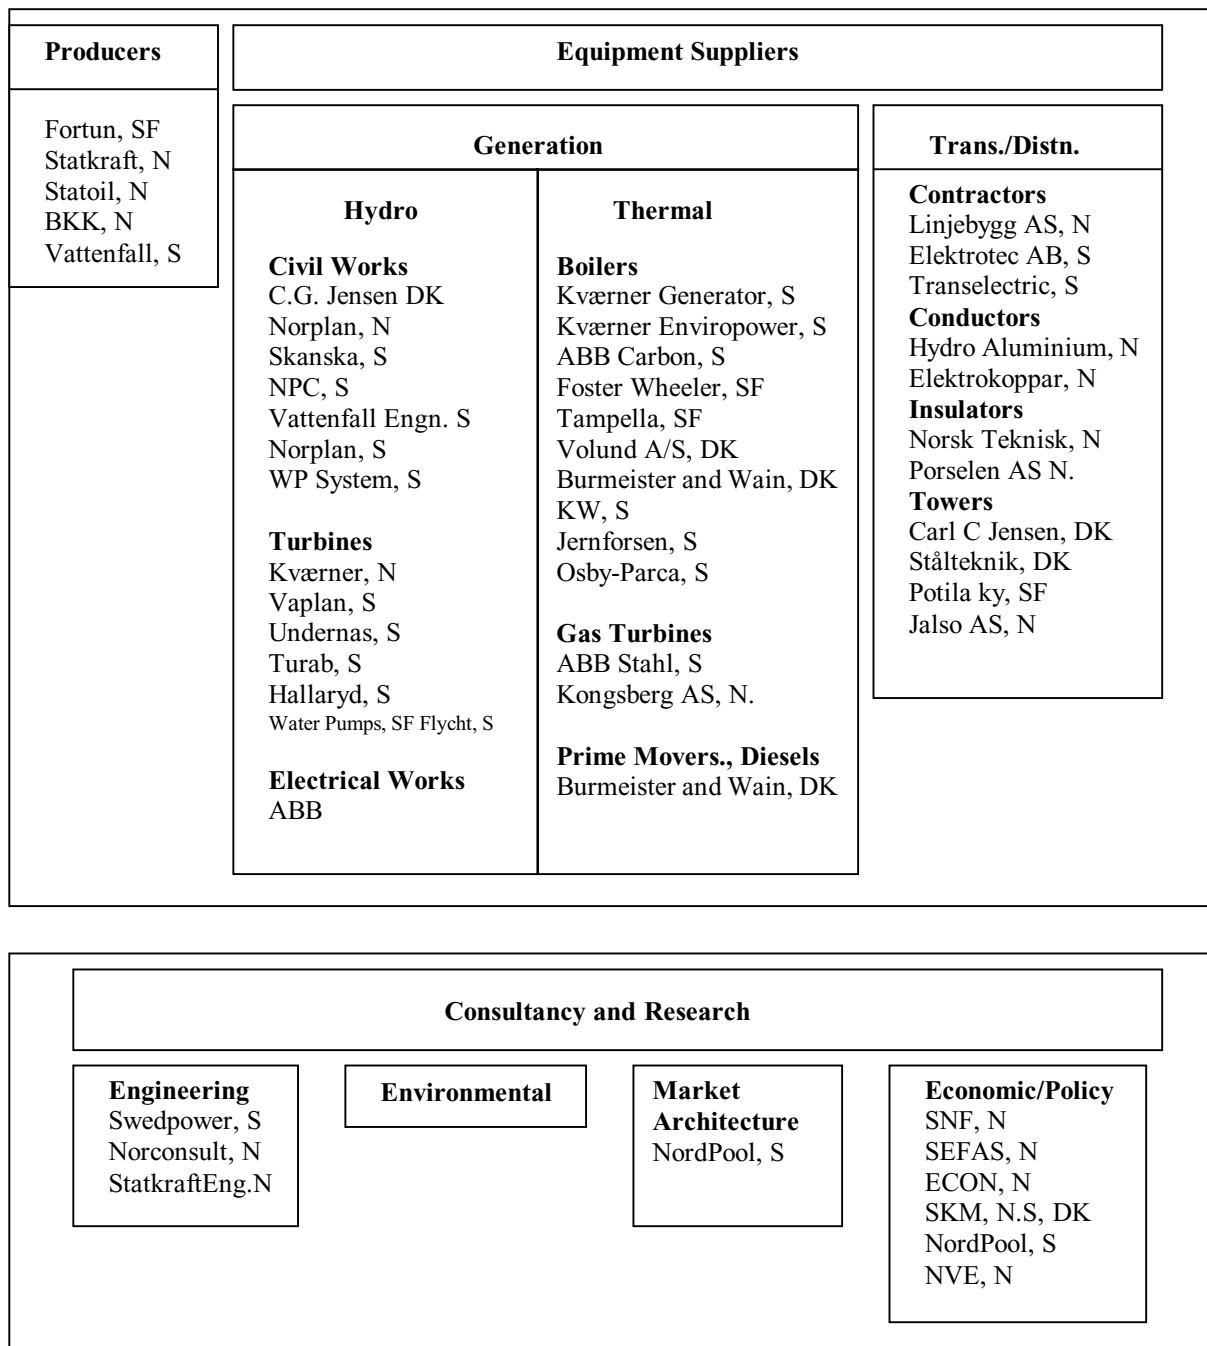 Producers
Fortun, SF
Statkraft, N
Statoil, N
BKK, N
Vattenfall, S
Equipment Suppliers
Generation
Hydro
Civil Works
C.G. Jensen DK
Norplan, N
Skanska, S
NPC, S
Vattenfall Engn. S
Norplan, S
WP System, S
Turbines
Kværner, N
Vaplan, S
Undernas, S
Turab, S
Hallaryd, S
Water Pumps, SF Flycht, S
Electrical Works
ABB
Thermal
Boilers
Kværner Generator, S
Kværner Enviropower, S
ABB Carbon, S
Foster Wheeler, SF
Tampella, SF
Volund A/S, DK
Burmeister and Wain, DK
KW, S
Jernforsen, S
Osby-Parca, S
Gas Turbines
ABB Stahl, S
Kongsberg AS, N.
Prime Movers., Diesels
Burmeister and Wain, DK
Trans./Distn.
Contractors
Linjebygg AS, N
Elektrotec AB, S
Transelectric, S
Conductors
Hydro Aluminium, N
Elektrokoppar, N
Insulators
Norsk Teknisk, N
Porselen AS N.
Towers
Carl C Jensen, DK
Stålteknik, DK
Potila ky, SF
Jalso AS, N
Consultancy and Research
Engineering
Swedpower, S
Norconsult, N
StatkraftEng.N
Environmental
Market
Architecture
NordPool, S
Economic/Policy
SNF, N
SEFAS, N
ECON, N
SKM, N.S, DK
NordPool, S
NVE, N